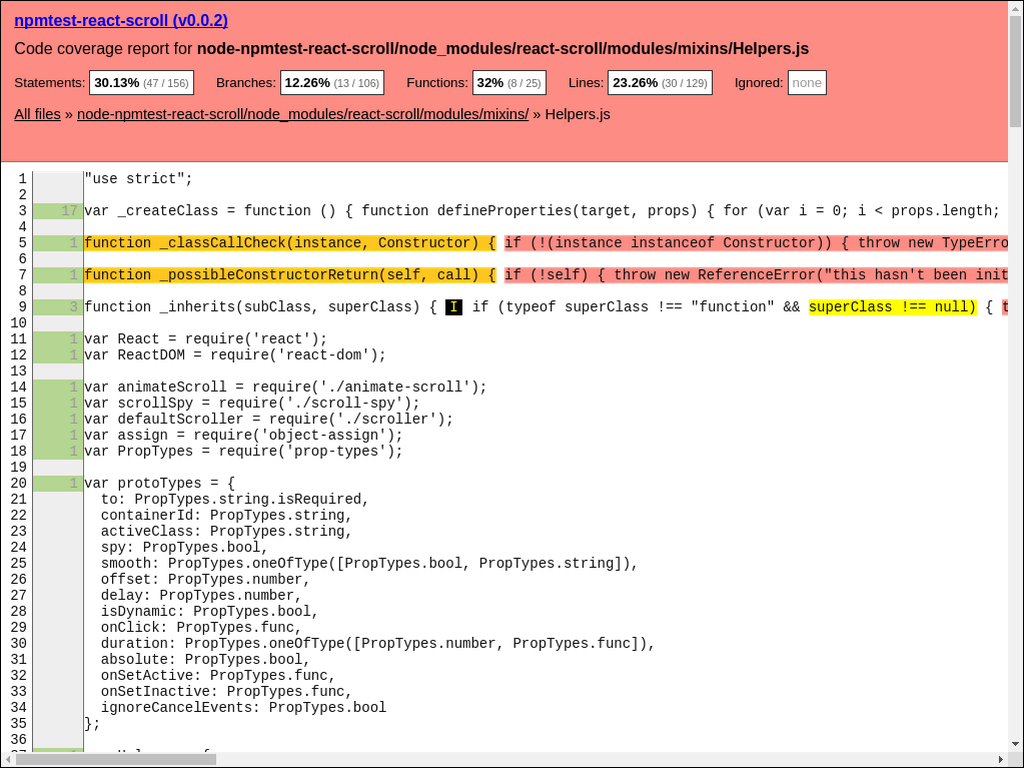 npmtest-react-scroll (v0.0.2)
Code coverage report for node-npmtest-react-scroll/node_modules/react-scroll/modules/mixins/Helpers.js
Statements: 30.13% (47 / 156) Branches: 12.26% (13 / 106) Functions: 32% (8 / 25) Lines: 23.26% (30 / 129) Ignored: none
All files » node-npmtest-react-scroll/node_modules/react-scroll/modules/mixins/ » Helpers.js
1 "use strict";
2
3 17 var _createClass = function () { function defineProperties(target, props) { for (var i = 0; i < props.length;
4
5 1 function _classCallCheck(instance, Constructor) { if (!(instance instanceof Constructor)) { throw new TypeErro
6
7 1 function _possibleConstructorReturn(self, call) { if (!self) { throw new ReferenceError("this hasn't been init
8
9 3 function _inherits(subClass, superClass) { I if (typeof superClass !== "function" && superClass !== null) { t
10
11 1 var React = require('react');
12 1 var ReactDOM = require('react-dom');
13
14 1 var animateScroll = require('./animate-scroll');
15 1 var scrollSpy = require('./scroll-spy');
16 1 var defaultScroller = require('./scroller');
17 1 var assign = require('object-assign');
18 1 var PropTypes = require('prop-types');
19
20 1 var protoTypes = {
21 to: PropTypes.string.isRequired,
22 containerId: PropTypes.string,
23 activeClass: PropTypes.string,
24 spy: PropTypes.bool,
25 smooth: PropTypes.oneOfType([PropTypes.bool, PropTypes.string]),
26 offset: PropTypes.number,
27 delay: PropTypes.number,
28 isDynamic: PropTypes.bool,
29 onClick: PropTypes.func,
30 duration: PropTypes.oneOfType([PropTypes.number, PropTypes.func]),
31 absolute: PropTypes.bool,
32 onSetActive: PropTypes.func,
33 onSetInactive: PropTypes.func,
34 ignoreCancelEvents: PropTypes.bool
35 };
36